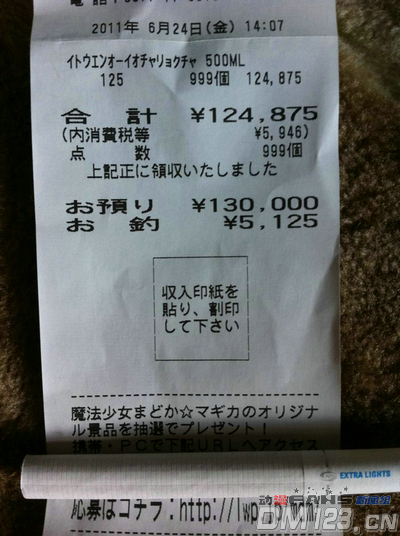 2011年 6月24日(金) 14:07
イトウエンオーイオチャリョクチャ 500ML
125 999個 124,875
合計 ¥124,875
(内消費税等 ¥5,946)
点数 999個
上記正に領収いたしました
お預り ¥130,000
お釣 ¥5,125
収入印紙を
貼り、割印
して下さい
魔法少女まどか☆マギカのオリジナ
ル景品を抽選でプレゼント!
携帯・PCで下記URLへアクセス
EXTRA LIGHTS
応募はコチラ:http://lwp.jp/mdm/
DM123.CN